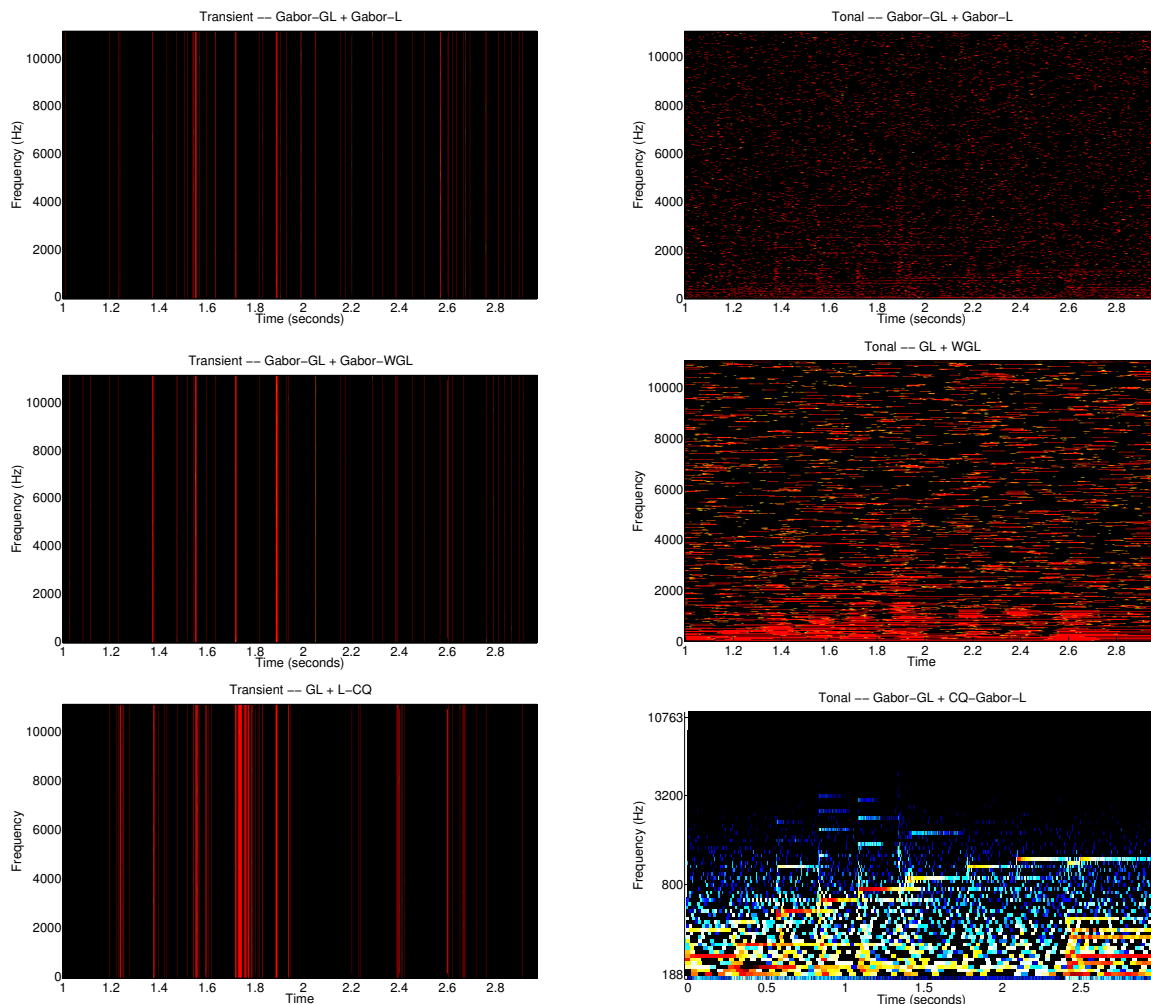 Transient −− Gabor−GL + Gabor−L
Frequency (Hz)
10000
8000
6000
4000
2000
0
1 1.2 1.4 1.6 1.8 2 2.2 2.4 2.6 2.8
Time (seconds)
Tonal −− Gabor−GL + Gabor−L
Frequency (Hz)
10000
8000
6000
4000
2000
0
1 1.2 1.4 1.6 1.8 2 2.2 2.4 2.6 2.8
Time (seconds)
Transient −− Gabor−GL + Gabor−WGL
Frequency (Hz)
10000
8000
6000
4000
2000
0
1 1.2 1.4 1.6 1.8 2 2.2 2.4 2.6 2.8
Time (seconds)
Tonal −− GL + WGL
Frequency
10000
8000
6000
4000
2000
0
1 1.2 1.4 1.6 1.8 2 2.2 2.4 2.6 2.8
Time
Transient −− GL + L−CQ
Frequency
10000
8000
6000
4000
2000
0
1 1.2 1.4 1.6 1.8 2 2.2 2.4 2.6 2.8
Time
Tonal −− Gabor−GL + CQ−Gabor−L
Frequency (Hz)
10763
3200
800
188
0 0.5 1 1.5 2 2.5
Time (seconds)